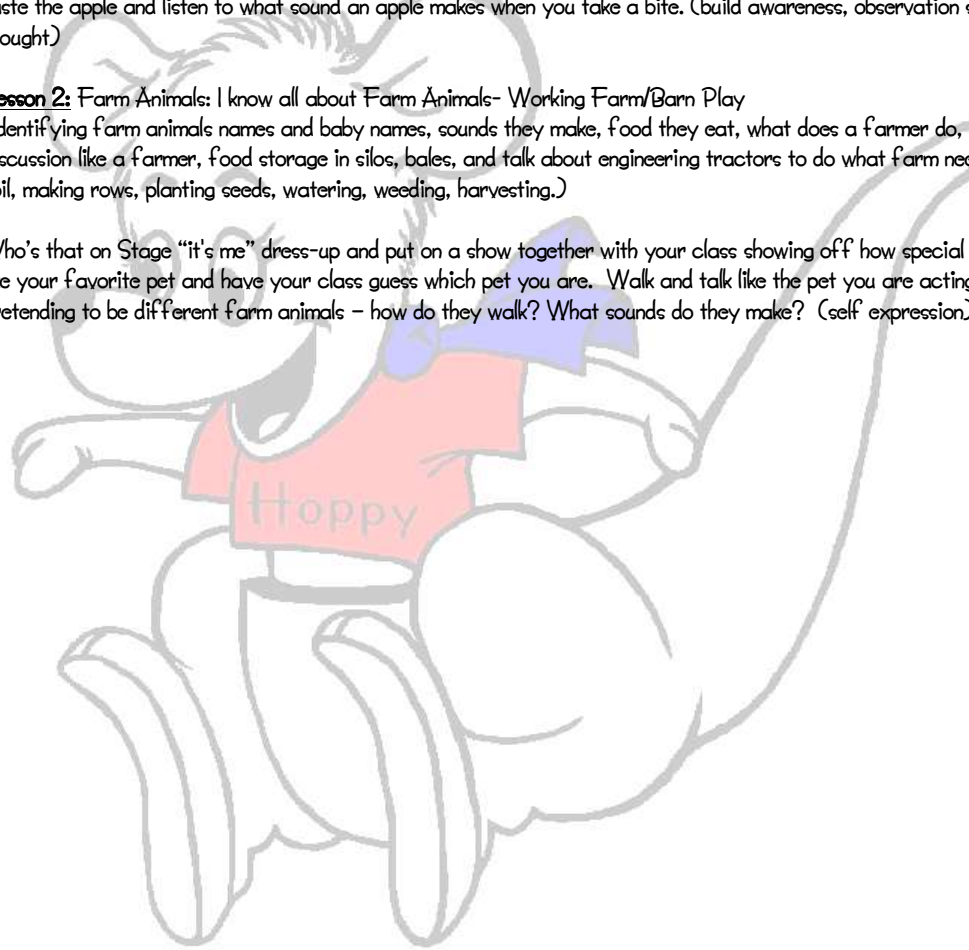 aste the apple and listen to what sound an apple makes when you take a bite. (build awareness, observation s
ought)
esson 2: Farm Animals: I know all about Farm Animals- Working Farm/Barn Play
dentifying farm animals names and baby names, sounds they make, food they eat, what does a farmer do,
scussion like a farmer, food storage in silos, bales, and talk about engineering tractors to do what farm nee
oil, making rows, planting seeds, watering, weeding, harvesting.)
ho's that on Stage “it's me” dress-up and put on a show together with your class showing off how special
e your favorite pet and have your class guess which pet you are. Walk and talk like the pet you are acting
retending to be different farm animals – how do they walk? What sounds do they make? (self expression)
Hoppy